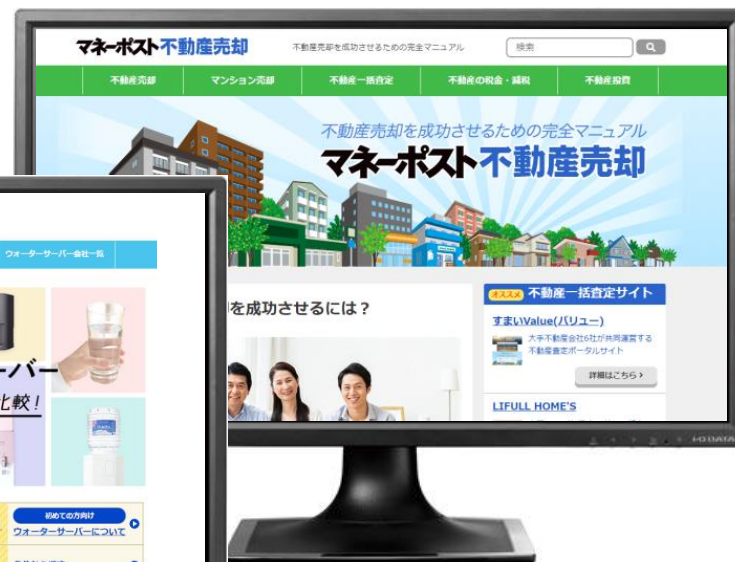 マネーポスト不動産売却
不動産売却を成功させるための完全マニュアル
検索
不動産売却
マンション売却
不動産一括査定
不動産の税金・減税
不動産投資
不動産売却を成功させるための完全マニュアル
マネーポスト不動産売却
を成功させるには？
オススメ 不動産一括査定サイト
すまいValue(バリュー)
大手不動産会社6社が共同運営する
不動産査定ポータルサイト
詳細はこちら
LIFULL HOME'S
I-O DATA
ウォーターサーバー会社一覧
ーバー
比較！
初めての方向け
ウォーターサーバーについて